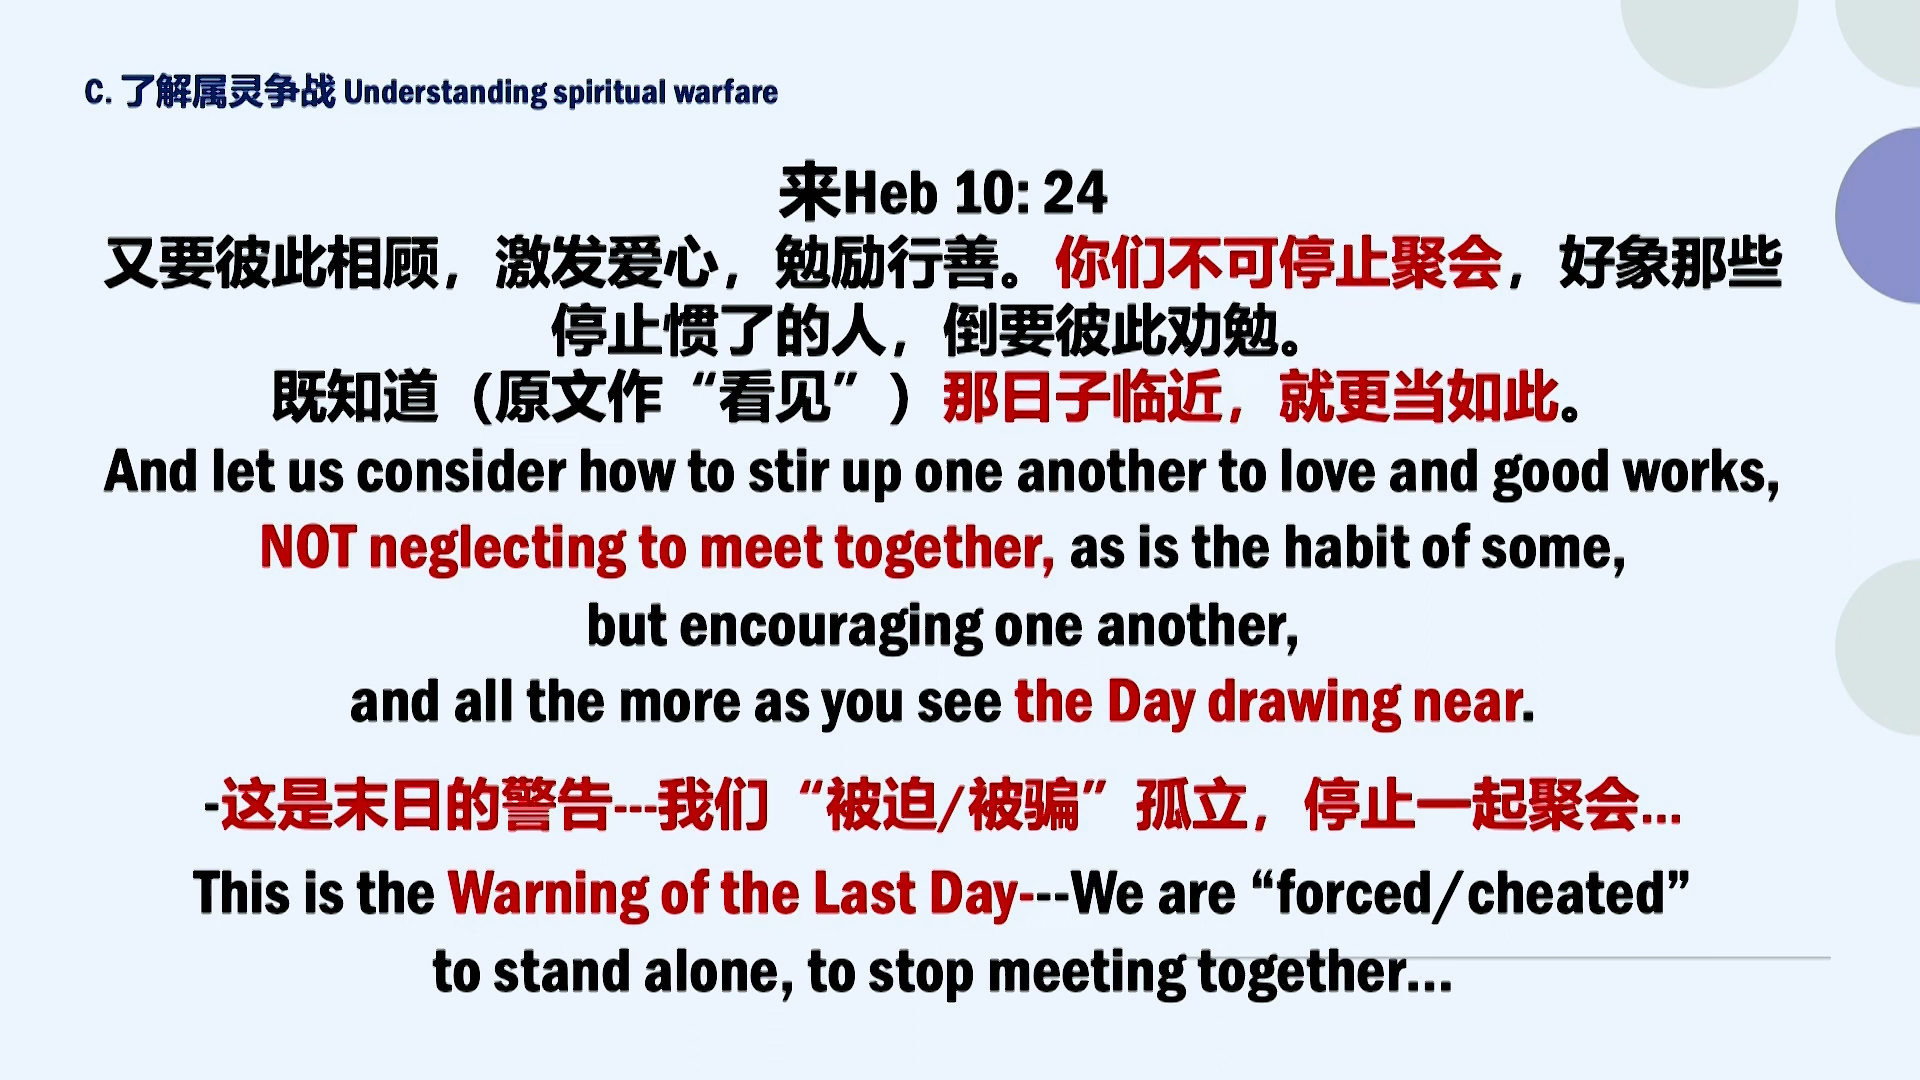 C. 了解属灵争战 Understanding spiritual warfare
来Heb 10: 24
又要彼此相顾，激发爱心，勉励行善。你们不可停止聚会，好象那些
停止惯了的人，倒要彼此劝勉。
既知道（原文作“看见”）那日子临近，就更当如此。
And let us consider how to stir up one another to love and good works,
NOT neglecting to meet together, as is the habit of some,
but encouraging one another,
and all the more as you see the Day drawing near.
-这是末日的警告---我们“被迫/被骗”孤立，停止一起聚会...
This is the Warning of the Last Day---We are “forced/cheated”
to stand alone, to stop meeting together...